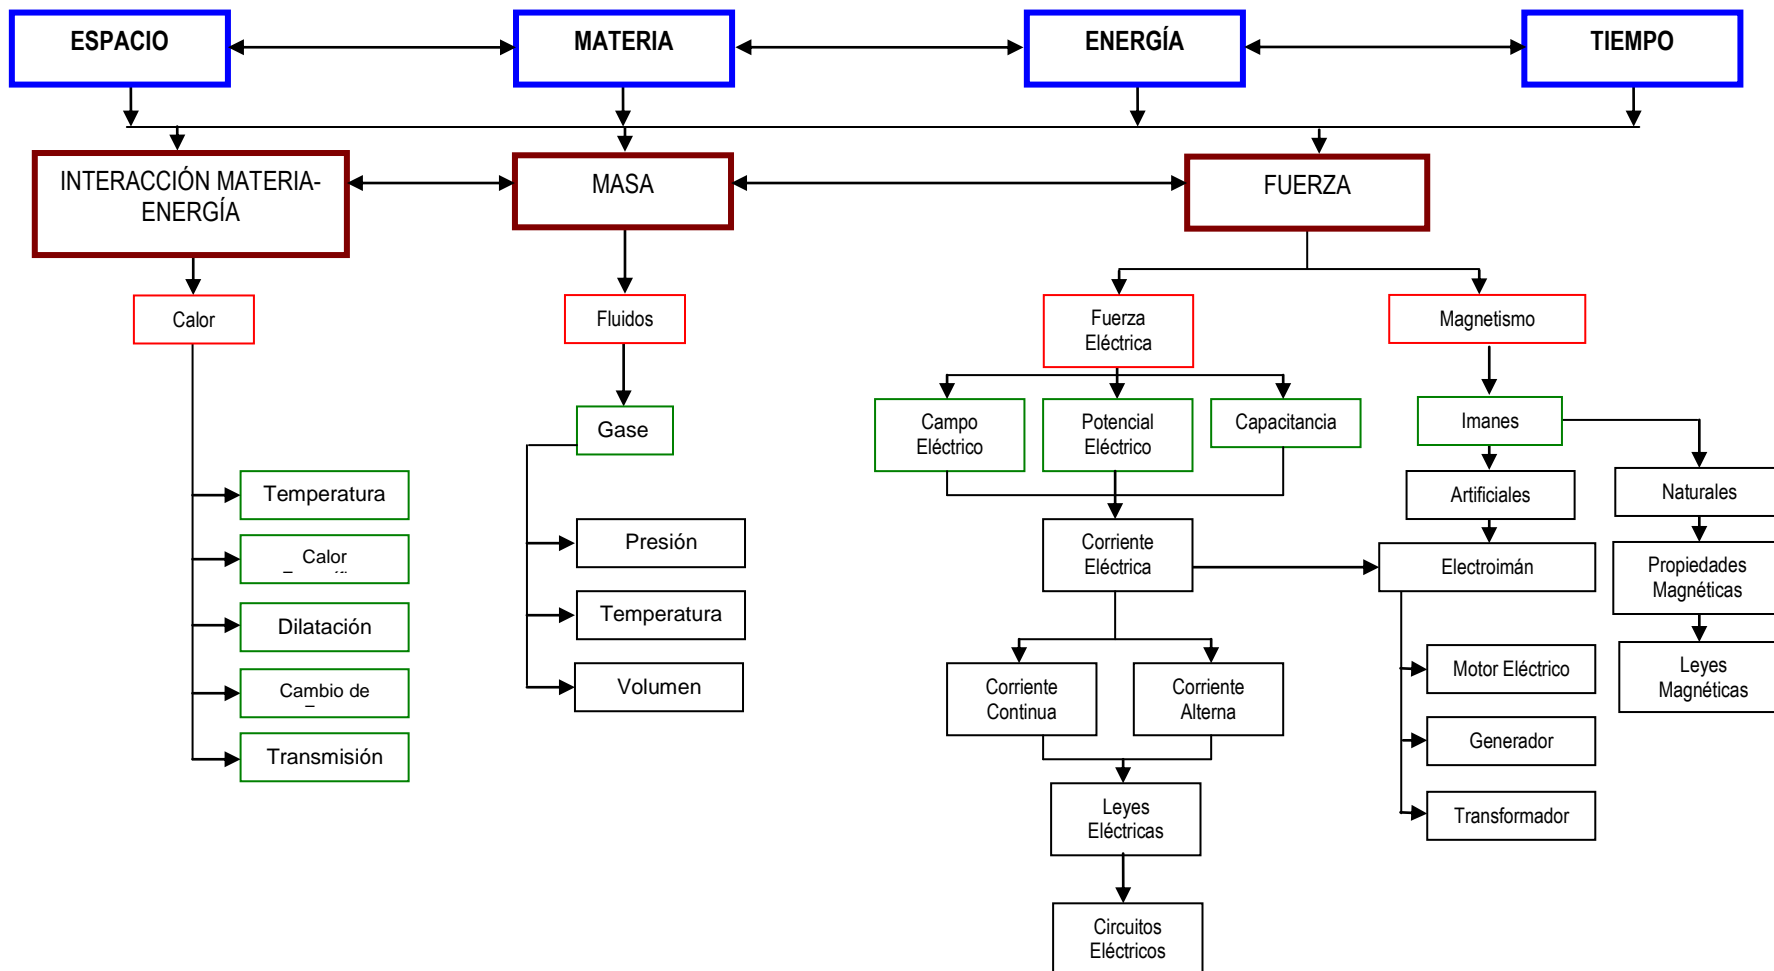 ESPACIO
MATERIA
ENERGÍA
TIEMPO
INTERACCIÓN MATERIA-
ENERGÍA
MASA
FUERZA
Calor
Fluidos
Fuerza
Eléctrica
Magnetismo
Gase
Campo
Eléctrico
Potencial
Eléctrico
Capacitancia
Imanes
Temperatura
Calor
Dilatación
Cambio de
Transmisión
Presión
Temperatura
Volumen
Corriente
Eléctrica
Artificiales
Naturales
Electroimán
Propiedades
Magnéticas
Corriente
Continua
Corriente
Alterna
Motor Eléctrico
Leyes
Magnéticas
Generador
Leyes
Eléctricas
Transformador
Circuitos
Eléctricos